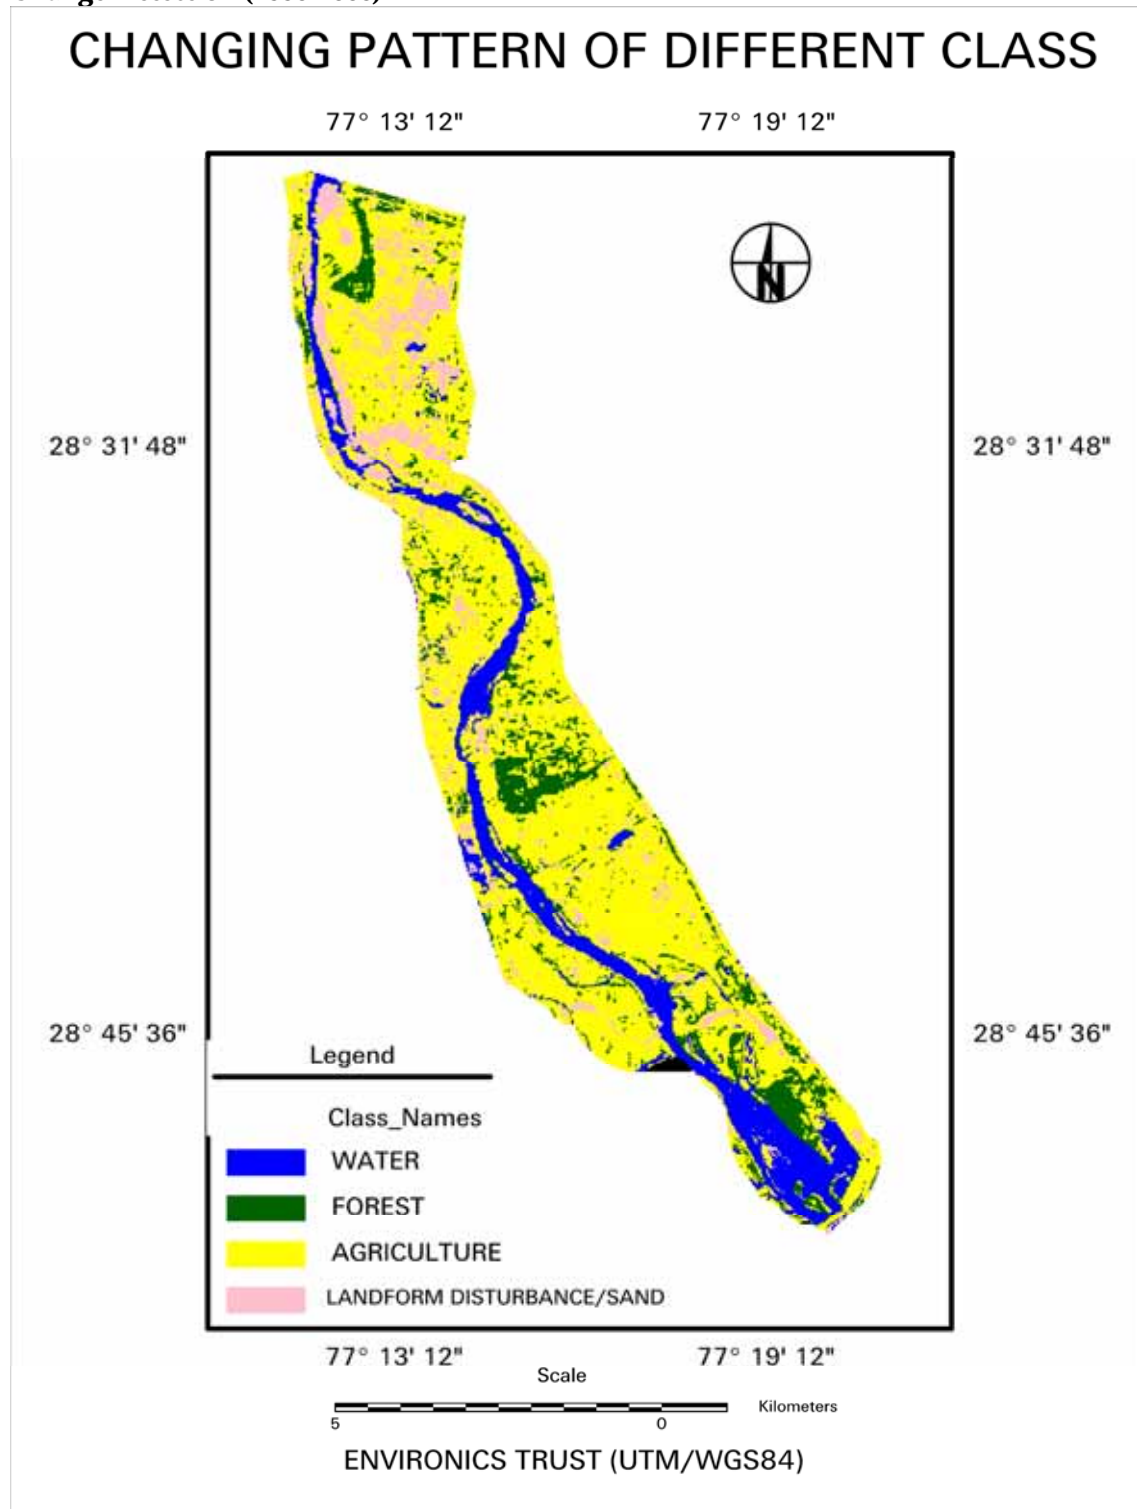 CHANGING PATTERN OF DIFFERENT CLASS
77° 13' 12" 77° 19' 12"
N
28° 31' 48" 28° 31' 48"
28° 45' 36" 28° 45' 36"
Legend
Class_Names
WATER
FOREST
AGRICULTURE
LANDFORM DISTURBANCE/SAND
77° 13' 12" 77° 19' 12"
Scale
Kilometers
5 0
ENVIRONICS TRUST (UTM/WGS84)